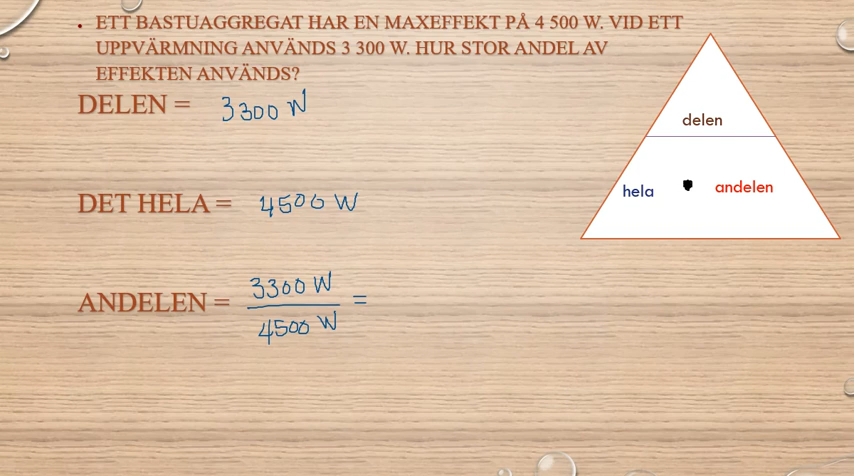 • ETT BASTUAGGREGAT HAR EN MAXEFFEKT PÅ 4 500 W. VID ETT
UPPVÄRMNING ANVÄNDS 3 300 W. HUR STOR ANDEL AV
EFFEKTEN ANVÄNDS?
DELEN = 3300 W
delen
DET HELA = 4500 W
hela • andelen
ANDELEN = 3300 W / 4500 W =